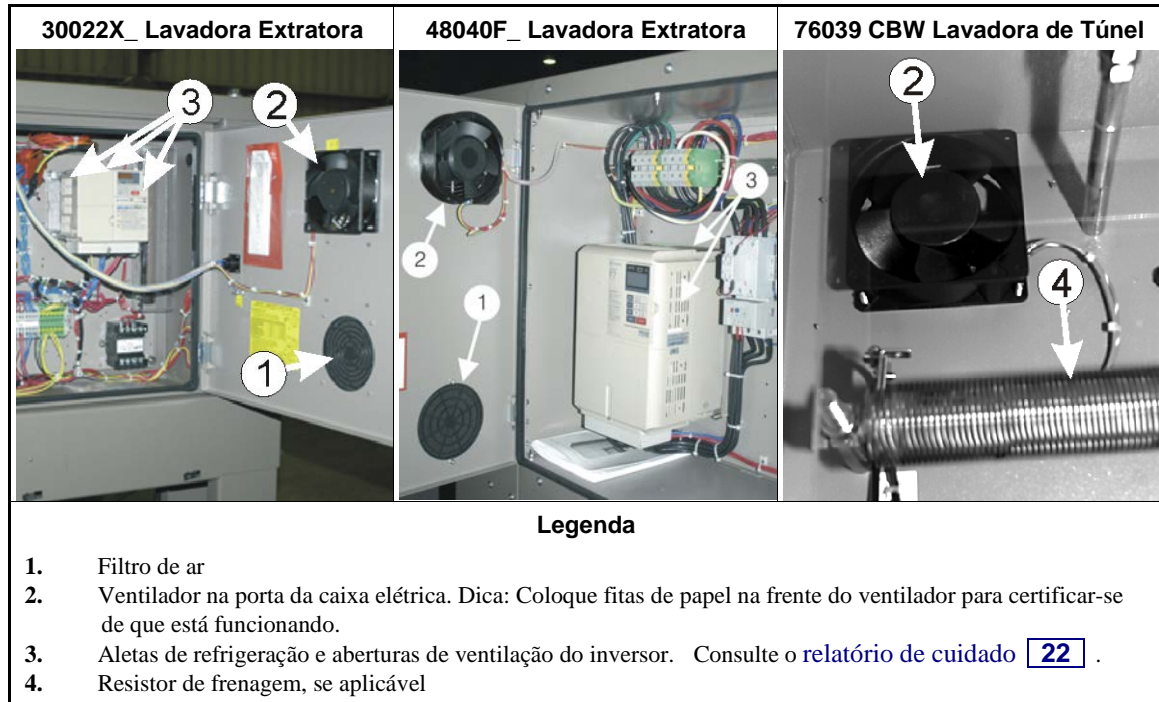 30022X_ Lavadora Extratora
48040F_ Lavadora Extratora
76039 CBW Lavadora de Túnel
3
2
1
2
1
3
2
4
Legenda
1. Filtro de ar
2. Ventilador na porta da caixa elétrica. Dica: Coloque fitas de papel na frente do ventilador para certificar-se
de que está funcionando.
3. Aletas de refrigeração e aberturas de ventilação do inversor. Consulte o relatório de cuidado 22 .
4. Resistor de frenagem, se aplicável